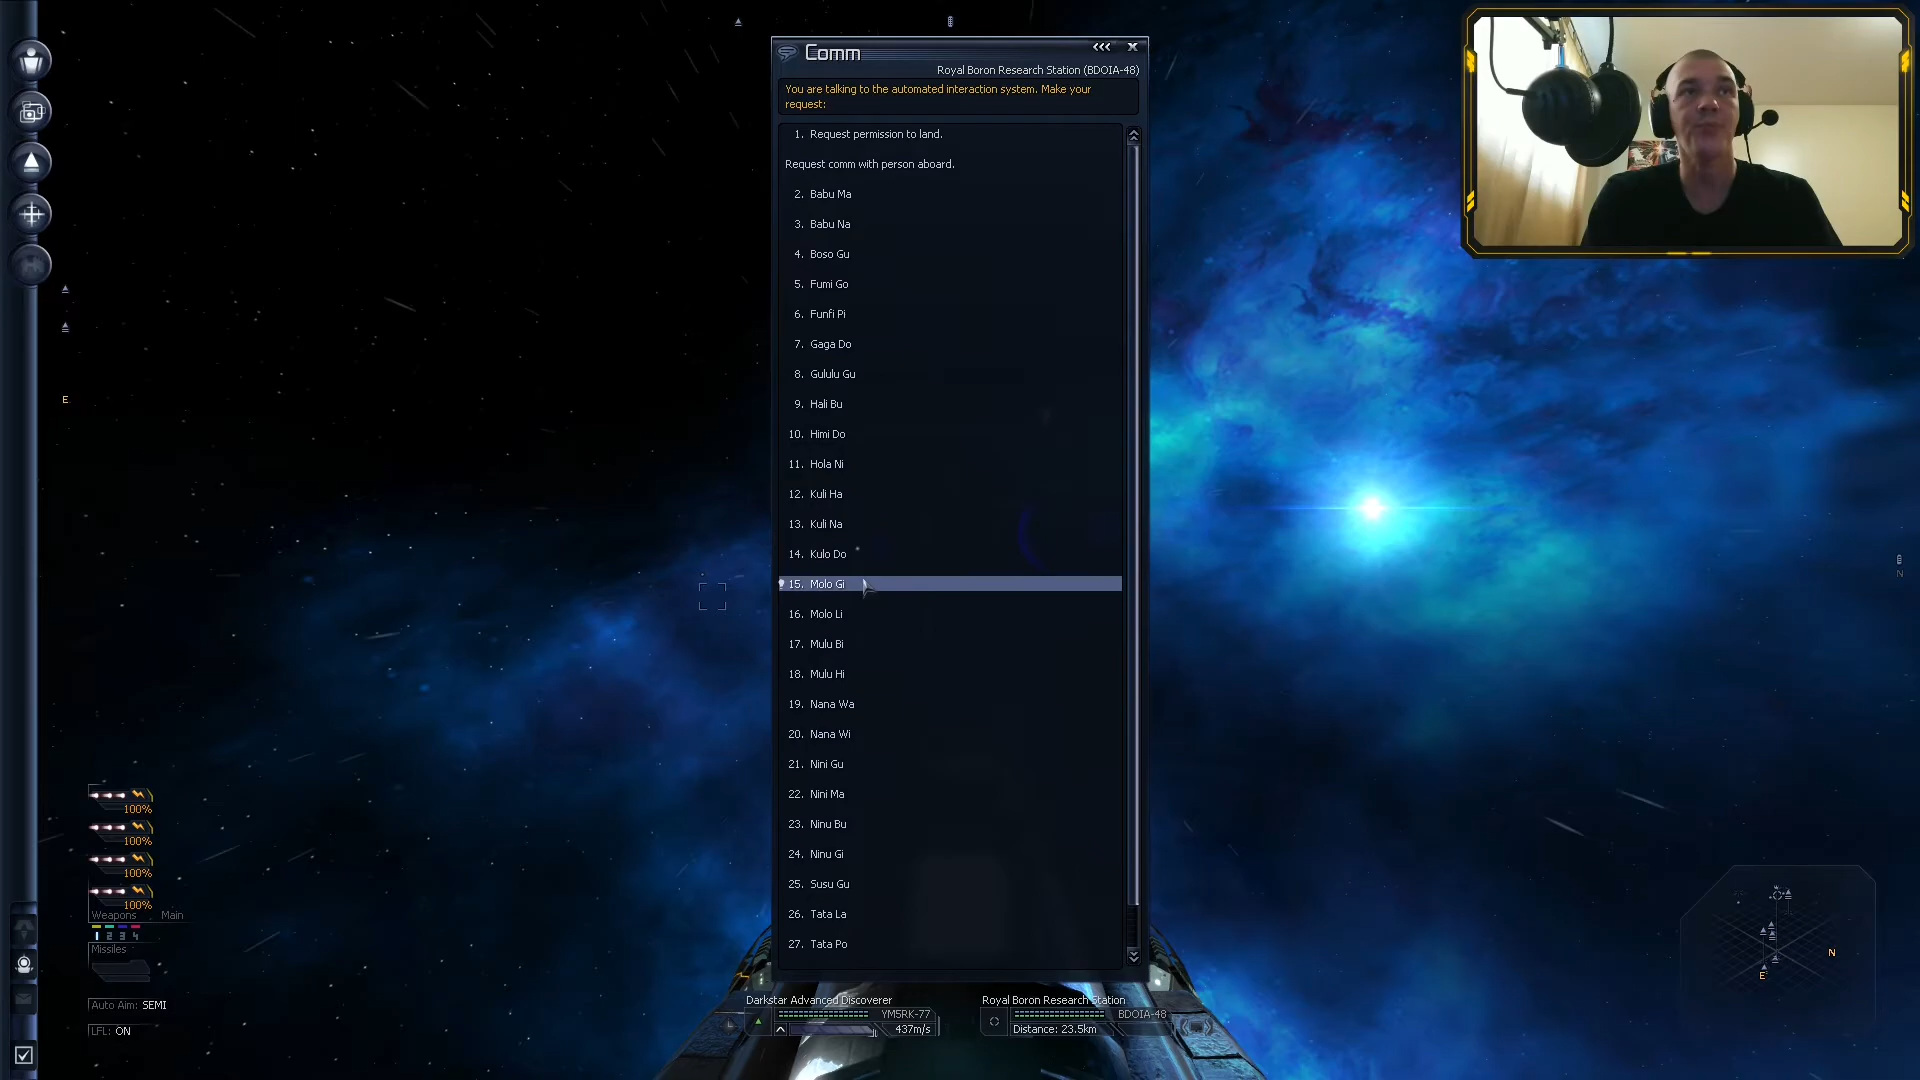 Comm
Royal Boron Research Station (BDOIA-48)
You are talking to the automated interaction system. Make your
request:
1. Request permission to land.
Request comm with person aboard.
2. Babu Ma
3. Babu Na
4. Boso Gu
5. Fumi Go
6. Funfi Pi
7. Gaga Do
8. Gululu Gu
9. Hali Bu
10. Himi Do
11. Hola Ni
12. Kuli Ha
13. Kuli Na
14. Kulo Do
15. Molo Gi
16. Molo Li
17. Mulu Bi
18. Mulu Hi
19. Nana Wa
20. Nana Wi
21. Nini Gu
22. Nini Ma
23. Ninu Bu
24. Ninu Gi
25. Susu Gu
26. Tata La
27. Tata Po
E
N
100%
100%
100%
100%
Weapons Main
1 2 3 4
Missiles
Auto Aim: SEMI
LFL: ON
Darkstar Advanced Discoverer
YM5RK-77
437m/s
Royal Boron Research Station
BDOIA-48
Distance: 23.5km
N
E